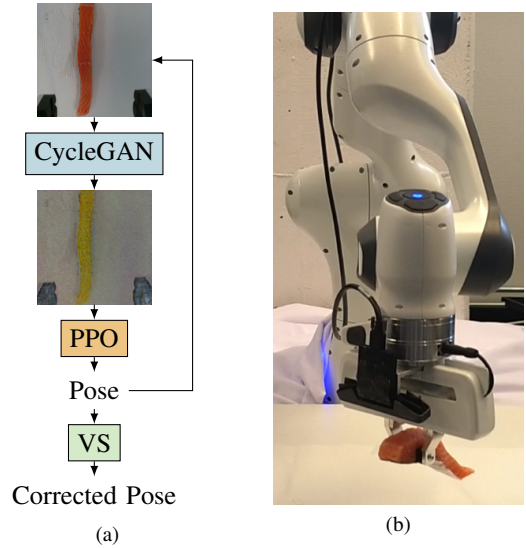 CycleGAN
PPO
Pose
VS
Corrected Pose
(a)
(b)